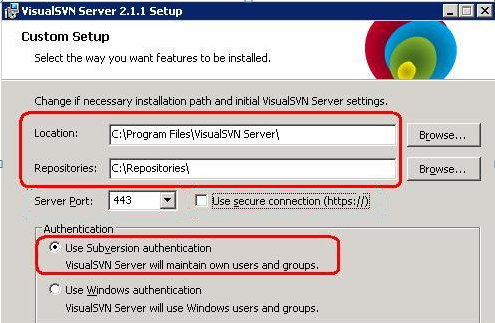 VisualSVN Server 2.1.1 Setup
Custom Setup
Select the way you want features to be installed.
Change if necessary installation path and initial VisualSVN Server settings.
Location: C:\Program Files\VisualSVN Server\ Browse...
Repositories: C:\Repositories\ Browse...
Server Port: 443 Use secure connection (https://)
Authentication
Use Subversion authentication
VisualSVN Server will maintain own users and groups.
Use Windows authentication
VisualSVN Server will use Windows users and groups.